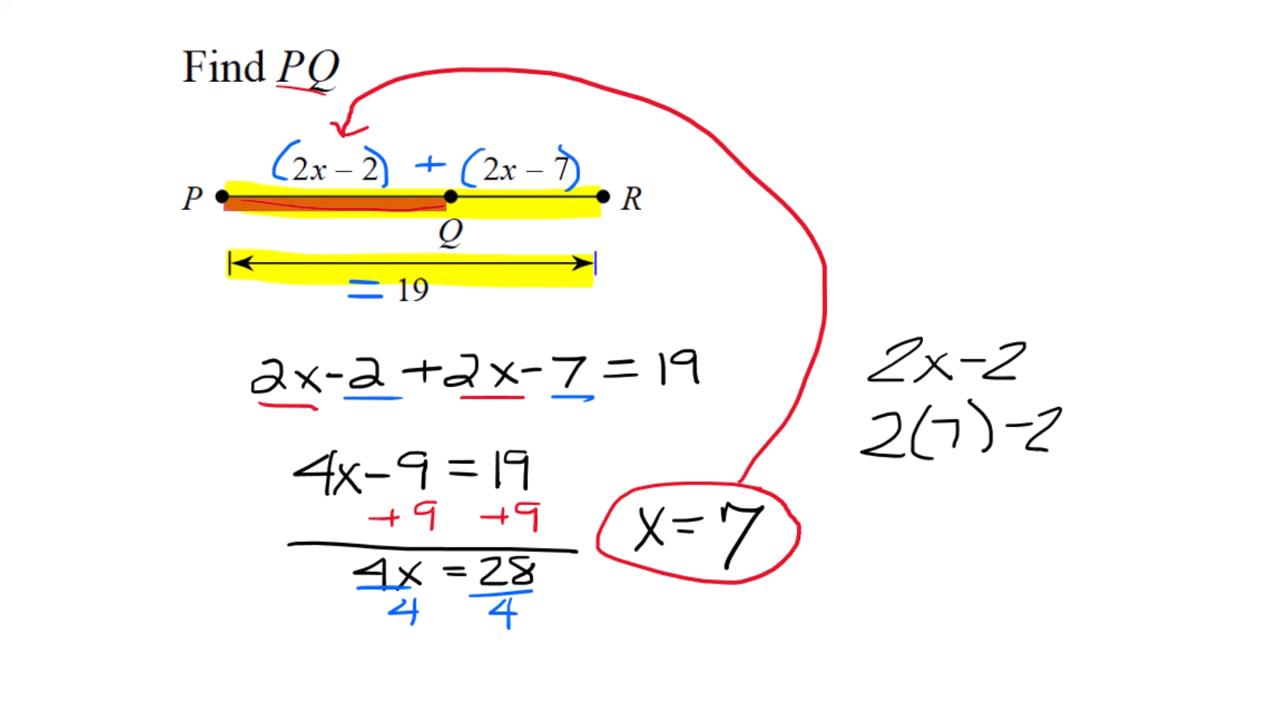 Find PQ
(2x – 2) + (2x – 7)
P R
Q
= 19
2x-2+2x-7=19
4x-9=19
+9 +9
4x = 28
4 4
x=7
2x-2
2(7)-2